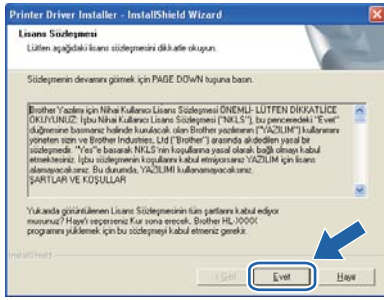 Printer Driver Installer - InstallShield Wizard
Lisans Sözleşmesi
Lütfen aşağıdaki lisans sözleşmesini dikkatle okuyun.
Sözleşmenin devamını görmek için PAGE DOWN tuşuna basın.
Brother Yazılımı için Nihai Kullanıcı Lisans Sözleşmesi ÖNEMLİ- LÜTFEN DİKKATLİCE
OKUYUNUZ: İşbu Nihai Kullanıcı Lisans Sözleşmesi ("NKLS"), bu penceredeki "Evet"
düğmesine basmanız halinde kurulacak olan Brother yazılımının ("YAZILIM") kullanımını
yöneten sizin ve Brother Industries, Ltd ("Brother") arasında akdedilen yasal bir
sözleşmedir. "Yes"e basarak NKLS'nin koşullarına yasal olarak bağlı olmayı kabul
etmektesiniz. İşbu sözleşmenin koşullarını kabul etmiyorsanız YAZILIM için lisans
alamayacaksınız. Bu durumda, YAZILIMI kullanamayacaksınız.
ŞARTLAR VE KOŞULLAR
Yukarıda görüntülenen Lisans Sözleşmesinin tüm şartlarını kabul ediyor
musunuz? Hayır'ı seçerseniz Kur sona erecek. Brother HL-XXXX
programını yüklemek için bu sözleşmeyi kabul etmeniz gerekir.
InstallShield
< Geri
Evet
Hayır